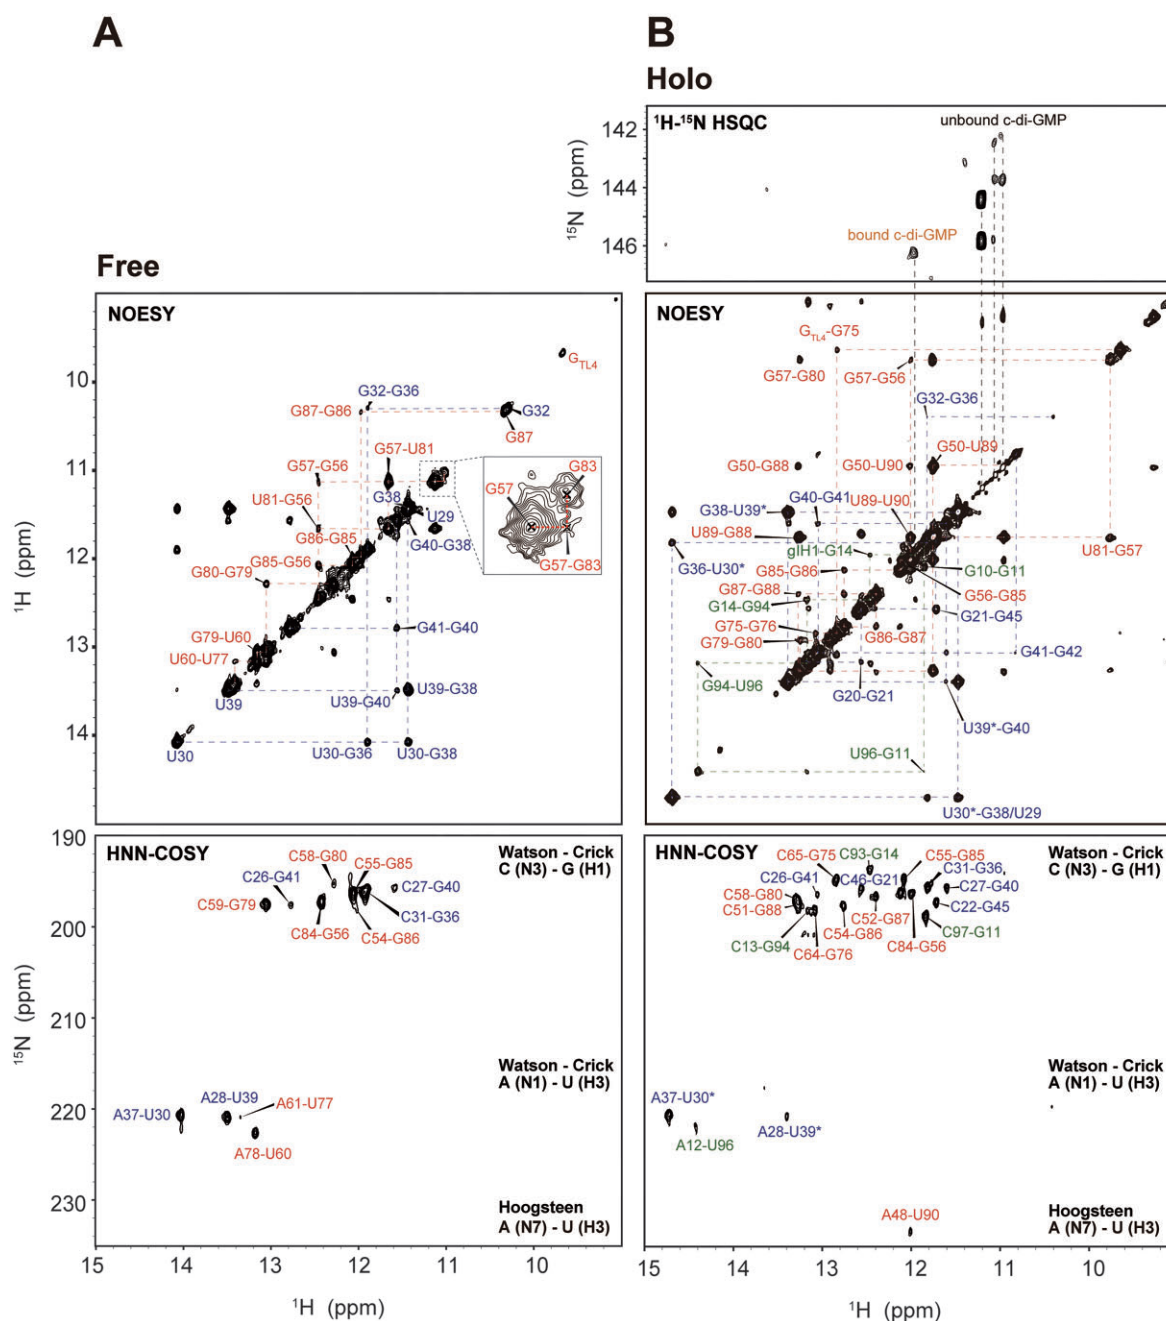 A
B
Holo
¹H-¹⁵N HSQC
unbound c-di-GMP
bound c-di-GMP
142
144
146
¹⁵N (ppm)
Free
NOESY
G_TL4
G32-G36
G87-G86
G32
G87
G57-U81
G57-G56
G38
U81-G56
U29
G86-G85
G40-G38
G85-G56
G80-G79
G57
G83
G57-G83
G41-G40
G79-U60
U60-U77
U39
U39-G40
U39-G38
U30
U30-G36
U30-G38
10
11
12
13
14
¹H (ppm)
NOESY
G_TL4-G75
G57-G80
G57-G56
G32-G36
G50-G88
G50-U90
G50-U89
G38-U39*
G40-G41
U89-U90
U89-G88
gIH1-G14
U81-G57
G36-U30*
G85-G86
G10-G11
G87-G88
G56-G85
G14-G94
G21-G45
G75-G76
G86-G87
G79-G80
G41-G42
G94-U96
G20-G21
U39*-G40
U96-G11
U30*-G38/U29
HNN-COSY
Watson - Crick
C (N3) - G (H1)
C58-G80
C55-G85
C26-G41
C27-G40
C59-G79
C31-G36
C84-G56
C54-G86
Watson - Crick
A (N1) - U (H3)
A28-U39
A37-U30
A61-U77
A78-U60
Hoogsteen
A (N7) - U (H3)
190
200
210
220
230
¹⁵N (ppm)
15
14
13
12
11
10
¹H (ppm)
HNN-COSY
Watson - Crick
C (N3) - G (H1)
C65-G75
C93-G14
C55-G85
C26-G41
C46-G21
C31-G36
C58-G80
C27-G40
C51-G88
C22-G45
C52-G87
C54-G86
C97-G11
C13-G94
C84-G56
C64-G76
Watson - Crick
A (N1) - U (H3)
A37-U30*
A12-U96
A28-U39*
A48-U90
Hoogsteen
A (N7) - U (H3)
15
14
13
12
11
10
¹H (ppm)